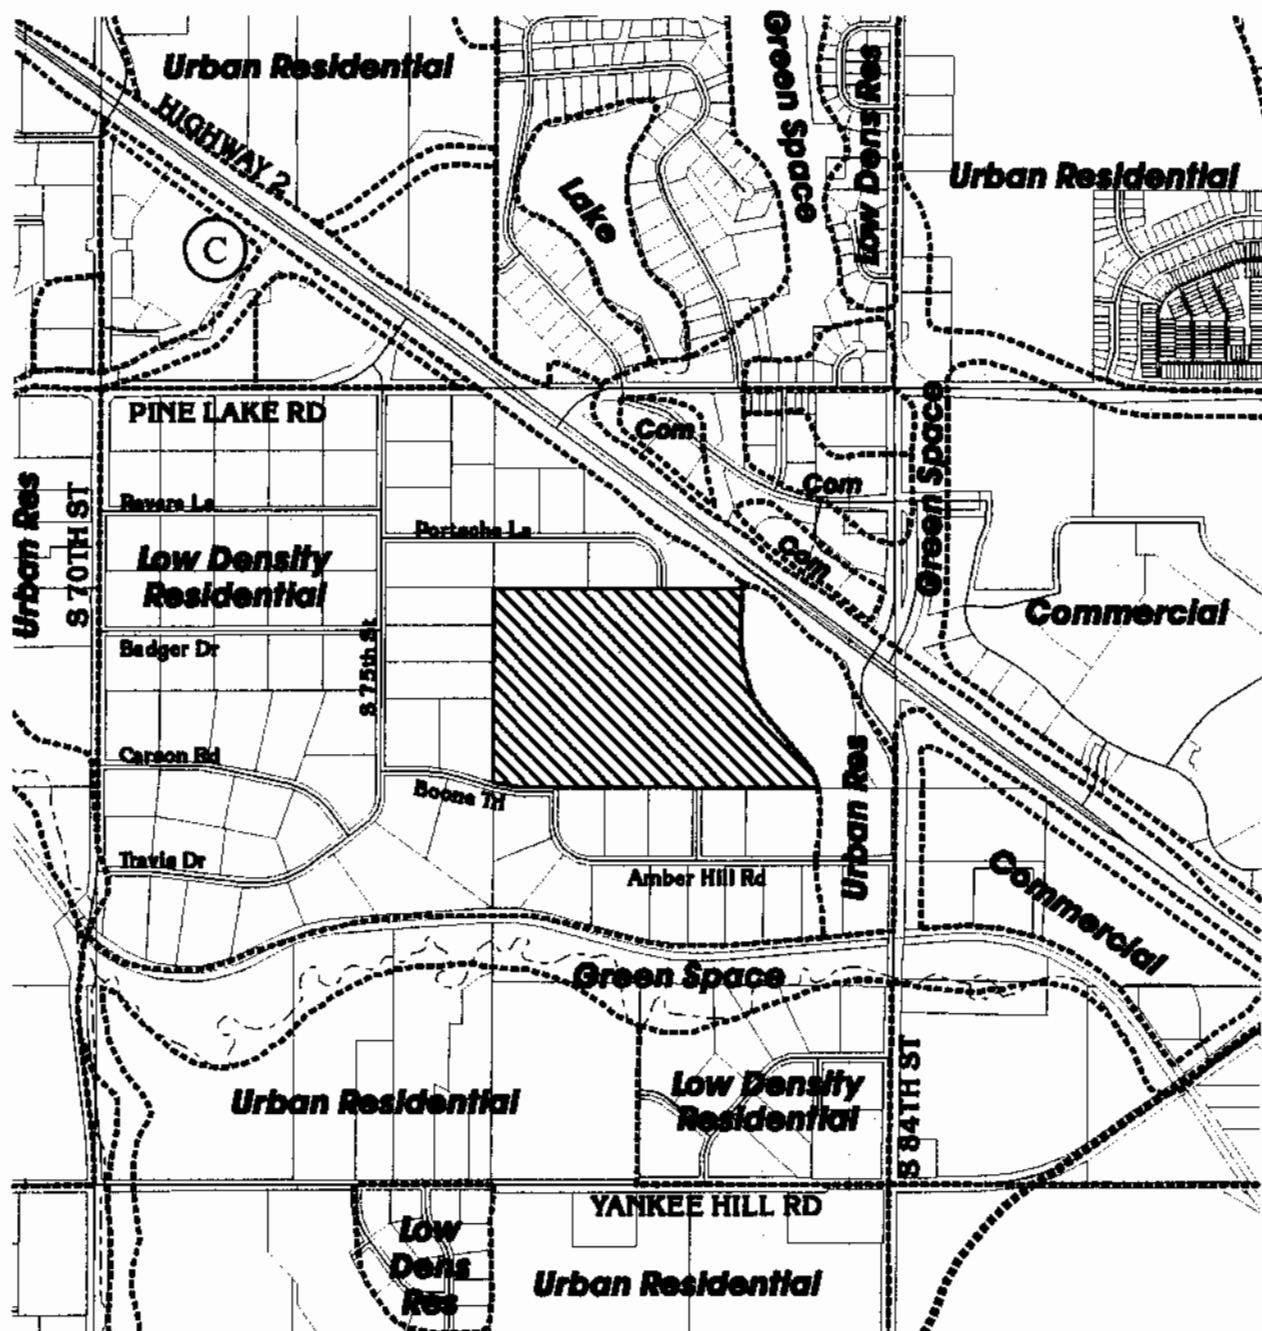 Urban Residential
Green Space
Low Dens Res
HIGHWAY 2
Urban Residential
Lake
C
PINE LAKE RD
Com
Green Space
Urban Res
S 70TH ST
Revere La
Com
Portsche La
Low Density
Residential
Com
Commercial
Badger Dr
S 75th St
Carson Rd
Boone Trl
Urban Res
Travis Dr
Amber Hill Rd
Commercial
Green Space
Urban Residential
Low Density
Residential
S 84TH ST
YANKEE HILL RD
Low
Dens
Res
Urban Residential